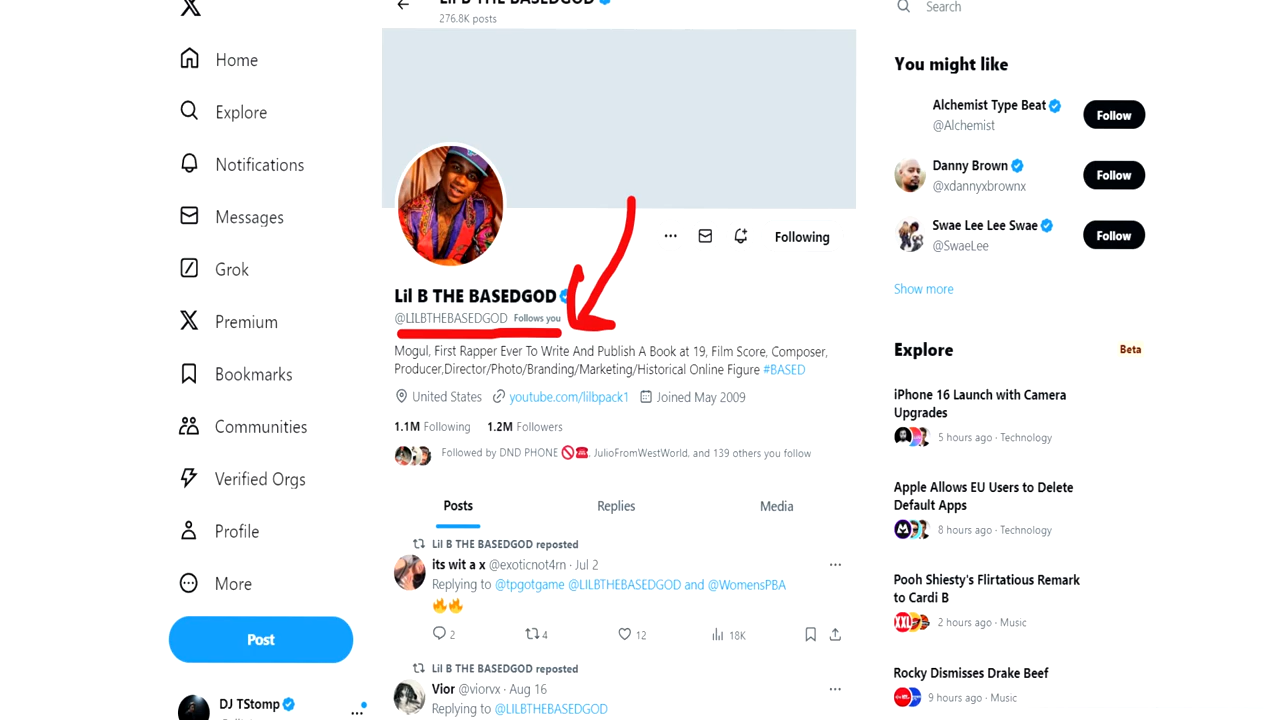 Lil B THE BASEDGOD
276.8K posts
Home
Explore
Notifications
Messages
Grok
Premium
Bookmarks
Communities
Verified Orgs
Profile
More
Post
DJ TStomp
Following
Lil B THE BASEDGOD
@LILBTHEBASEDGOD Follows you
Mogul, First Rapper Ever To Write And Publish A Book at 19, Film Score, Composer,
Producer,Director/Photo/Branding/Marketing/Historical Online Figure #BASED
United States youtube.com/lilbpack1 Joined May 2009
1.1M Following 1.2M Followers
Followed by DND PHONE 🚫☎️, JulioFromWestWorld, and 139 others you follow
Posts Replies Media
Lil B THE BASEDGOD reposted
its wit a x @exoticnot4rn · Jul 2
Replying to @tpgotgame @LILBTHEBASEDGOD and @WomensPBA
🔥🔥
2 4 12 18K
Lil B THE BASEDGOD reposted
Vior @viorvx · Aug 16
Replying to @LILBTHEBASEDGOD
Search
You might like
Alchemist Type Beat
@Alchemist
Follow
Danny Brown
@xdannyxbrownx
Follow
Swae Lee Lee Swae
@SwaeLee
Follow
Show more
Explore Beta
iPhone 16 Launch with Camera
Upgrades
5 hours ago · Technology
Apple Allows EU Users to Delete
Default Apps
8 hours ago · Technology
Pooh Shiesty's Flirtatious Remark
to Cardi B
2 hours ago · Music
Rocky Dismisses Drake Beef
9 hours ago · Music